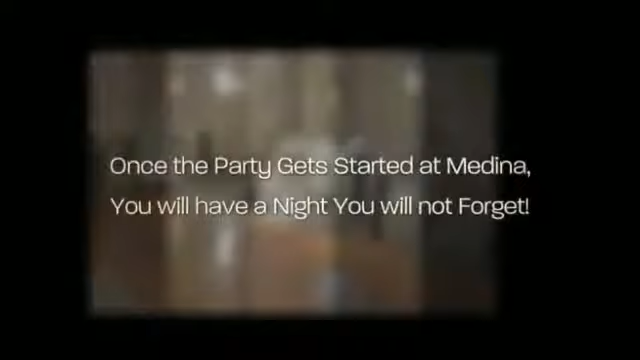 Once the Party Gets Started at Medina,
You will have a Night You will not Forget!